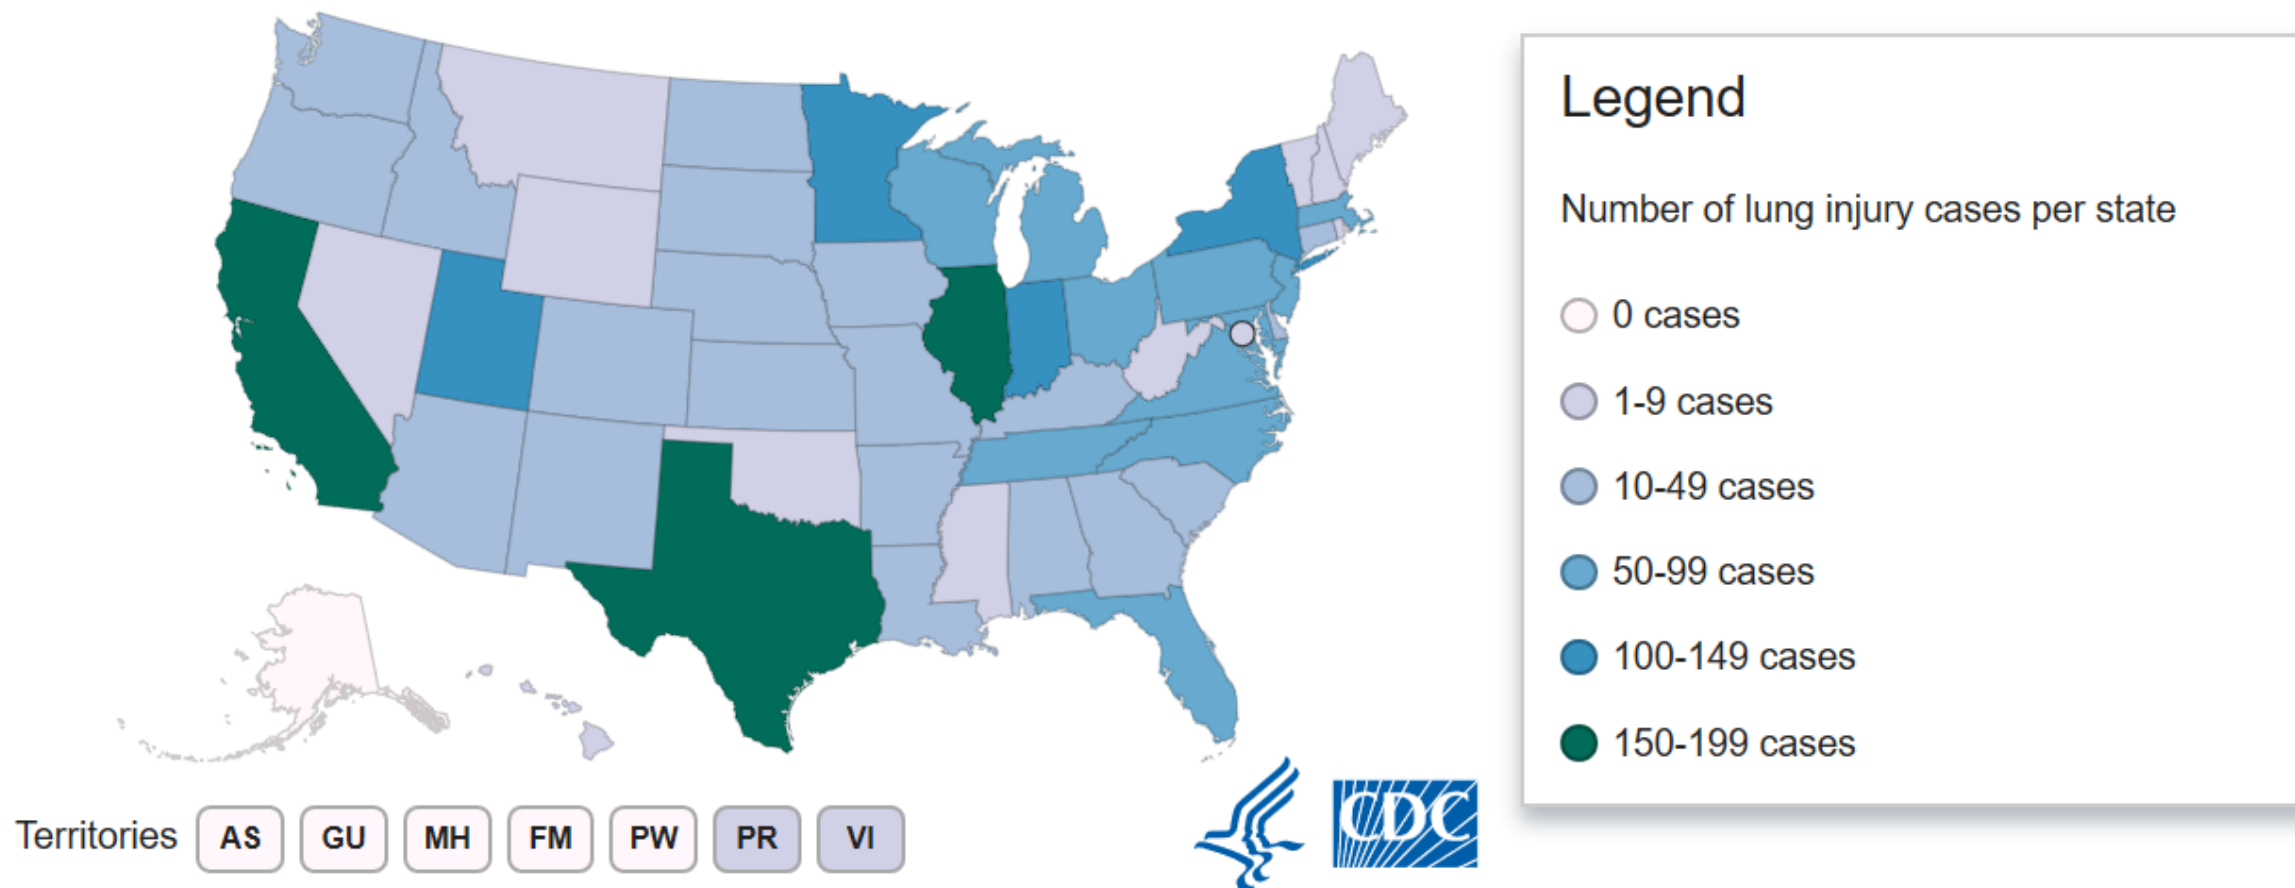 Legend
Number of lung injury cases per state
0 cases
1-9 cases
10-49 cases
50-99 cases
100-149 cases
150-199 cases
Territories AS GU MH FM PW PR VI
CDC